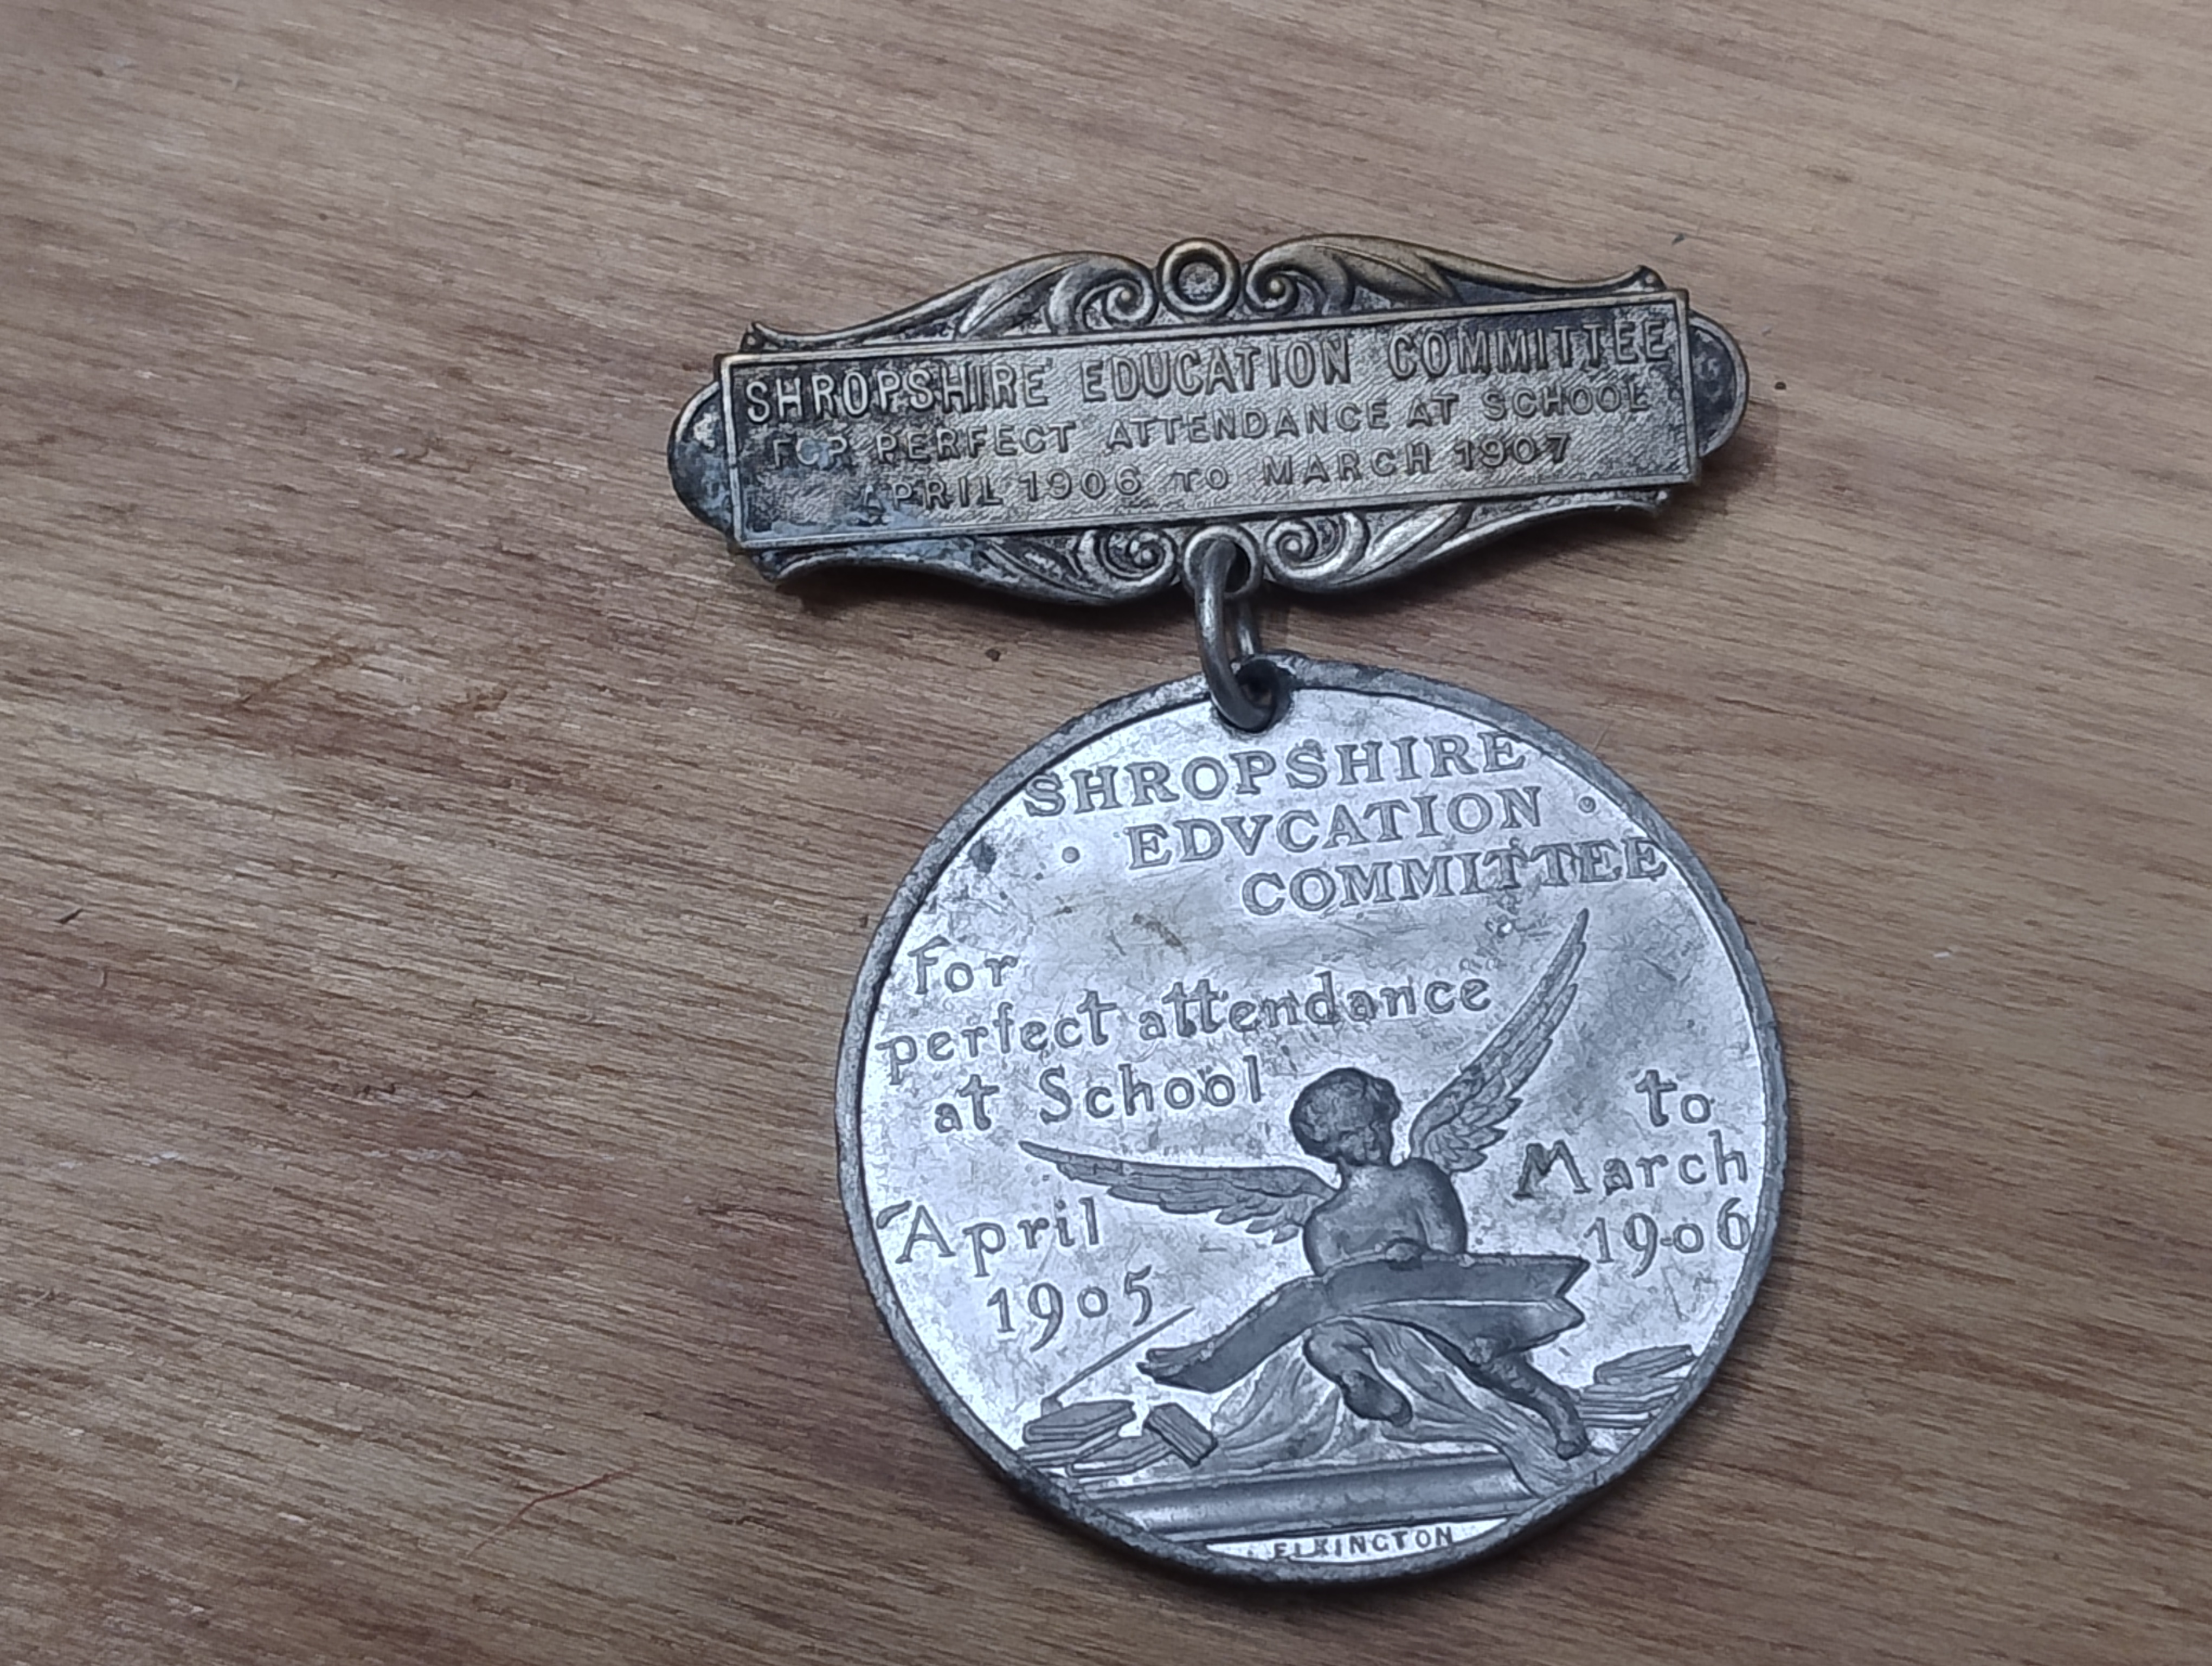 SHROPSHIRE EDUCATION COMMITTEE
FOR PERFECT ATTENDANCE AT SCHOOL
APRIL 1906 TO MARCH 1907
SHROPSHIRE
· EDVCATION ·
COMMITTEE
For
perfect attendance
at School
April
1905
to
March
1906
ELKINGTON